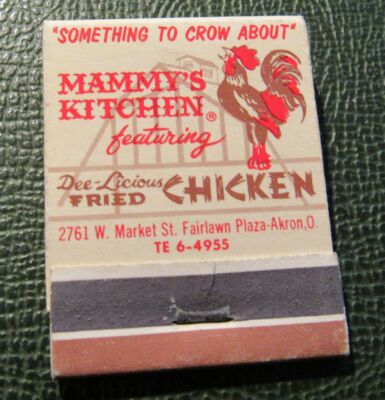 "SOMETHING TO CROW ABOUT"
MAMMY'S
KITCHEN®
featuring
Dee-Licious
FRIED CHICKEN
2761 W. Market St. Fairlawn Plaza-Akron,O.
TE 6-4955